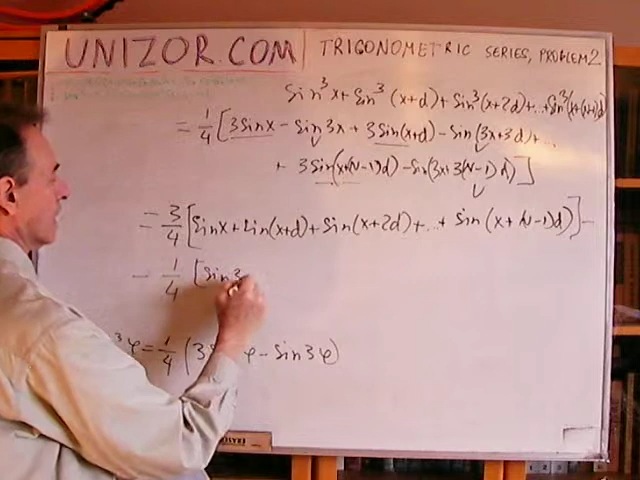 UNIZOR.COM | TRIGONOMETRIC SERIES, PROBLEM 2
sin³x + sin³(x+d) + sin³(x+2d) + ... + sin³(x+(N-1)d)
= 1/4 [3sinx - sin3x + 3sin(x+d) - sin(3x+3d) + ...
+ 3sin(x+(N-1)d) - sin(3x+3(N-1)d)]
= 3/4 [sinx + sin(x+d) + sin(x+2d) + ... + sin(x+(N-1)d)] -
- 1/4 [sin3
³φ = 1/4 (3s φ - sin3φ)